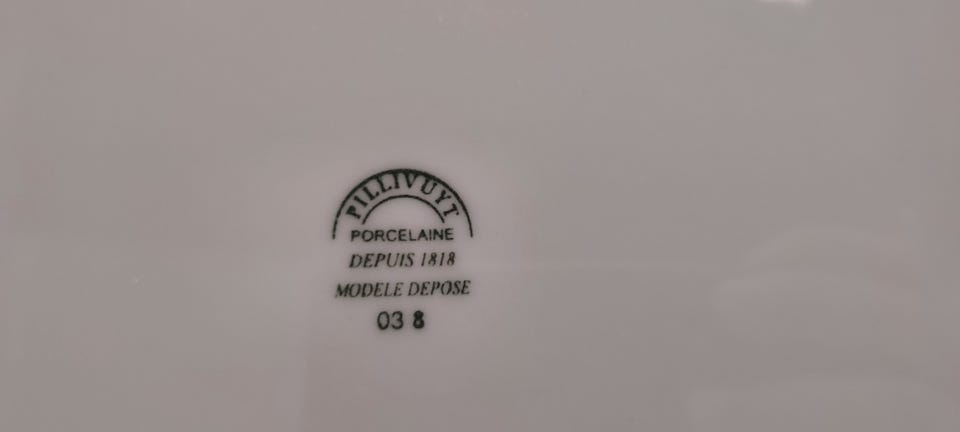 PILLIVUYT
PORCELAINE
DEPUIS 1818
MODELE DEPOSE
03 8